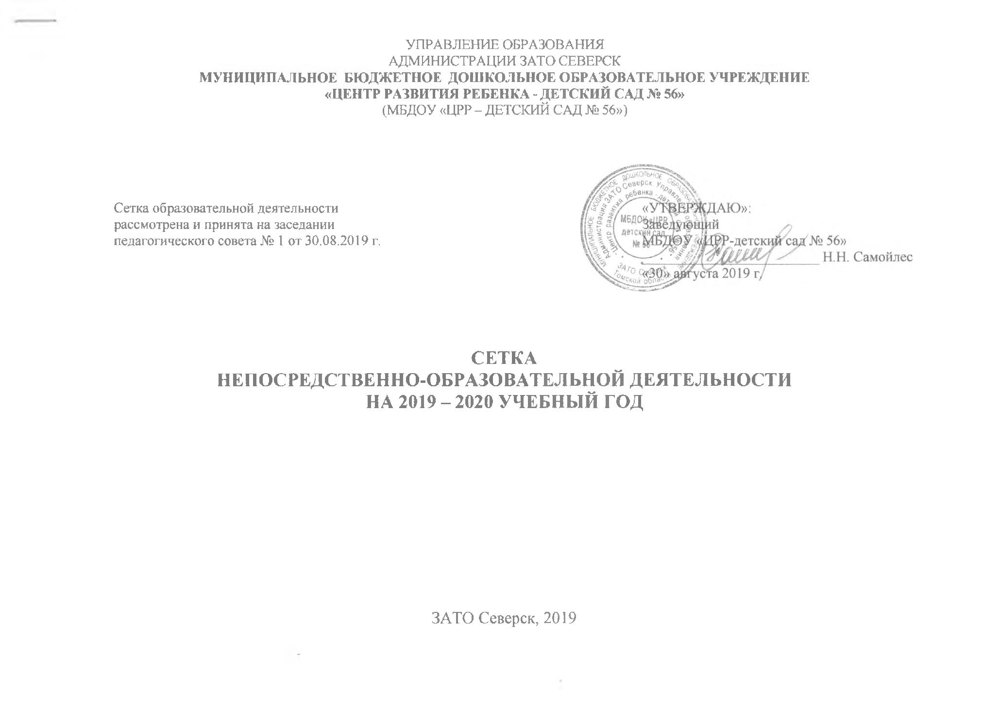 УПРАВЛЕНИЕ ОБРАЗОВАНИЯ
АДМИНИСТРАЦИИ ЗАТО СЕВЕРСК
МУНИЦИПАЛЬНОЕ БЮДЖЕТНОЕ ДОШКОЛЬНОЕ ОБРАЗОВАТЕЛЬНОЕ УЧРЕЖДЕНИЕ
«ЦЕНТР РАЗВИТИЯ РЕБЕНКА - ДЕТСКИЙ САД № 56»
(МБДОУ «ЦРР – ДЕТСКИЙ САД № 56»)
Сетка образовательной деятельности
рассмотрена и принята на заседании
педагогического совета № 1 от 30.08.2019 г.
«УТВЕРЖДАЮ»:
Заведующий
МБДОУ «ЦРР-детский сад № 56»
Н.Н. Самойлес
«30» августа 2019 г.
МУНИЦИПАЛЬНОЕ БЮДЖЕТНОЕ ДОШКОЛЬНОЕ ОБРАЗОВАТЕЛЬНОЕ УЧРЕЖДЕНИЕ
Администрация ЗАТО Северск Управление образования
"Центр развития ребенка - детский сад № 56"
ЗАТО Северск
Томской области
МБДОУ «ЦРР
детский сад
№ 56
СЕТКА
НЕПОСРЕДСТВЕННО-ОБРАЗОВАТЕЛЬНОЙ ДЕЯТЕЛЬНОСТИ
НА 2019 – 2020 УЧЕБНЫЙ ГОД
ЗАТО Северск, 2019